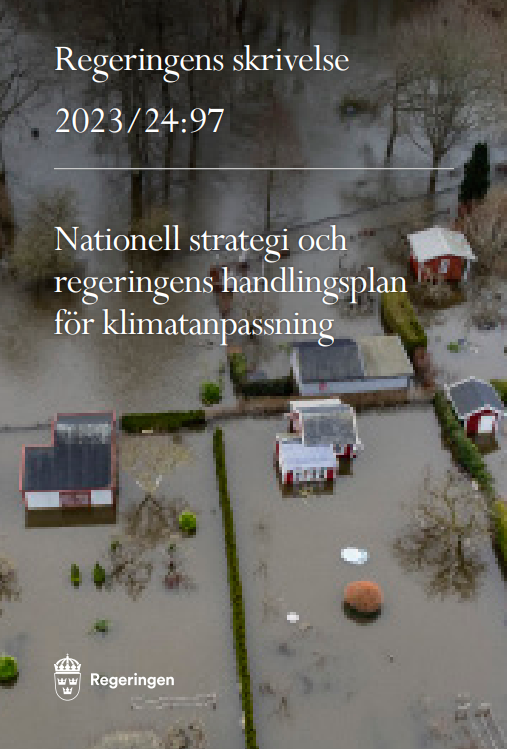 Regeringens skrivelse
2023/24:97
Nationell strategi och
regeringens handlingsplan
för klimatanpassning
Regeringen